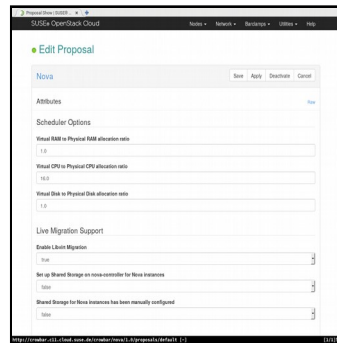 Proposal Show | SUSE®
SUSE® OpenStack Cloud
Nodes
Network
Barclamps
Utilities
Help
Edit Proposal
Nova
Save
Apply
Deactivate
Cancel
Attributes
Raw
Scheduler Options
Virtual RAM to Physical RAM allocation ratio
1.0
Virtual CPU to Physical CPU allocation ratio
16.0
Virtual Disk to Physical Disk allocation ratio
1.0
Live Migration Support
Enable Libvirt Migration
true
Set up Shared Storage on nova-controller for Nova instances
false
Shared Storage for Nova instances has been manually configured
false
http://crowbar.c11.cloud.suse.de/crowbar/nova/1.0/proposals/default [-]
[1/1]